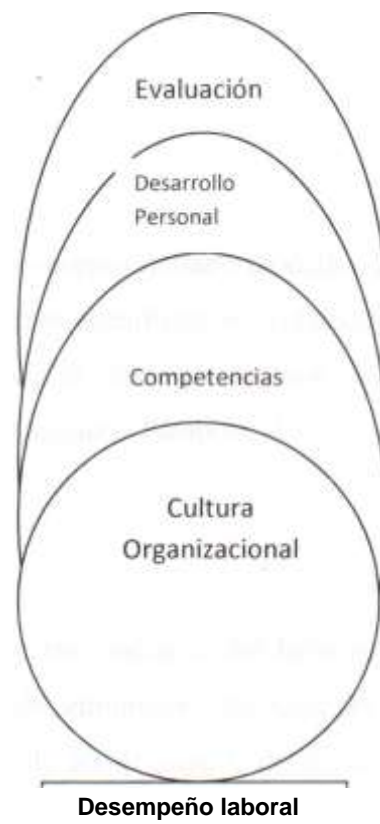 Evaluación
Desarrollo
Personal
Competencias
Cultura
Organizacional
Desempeño laboral